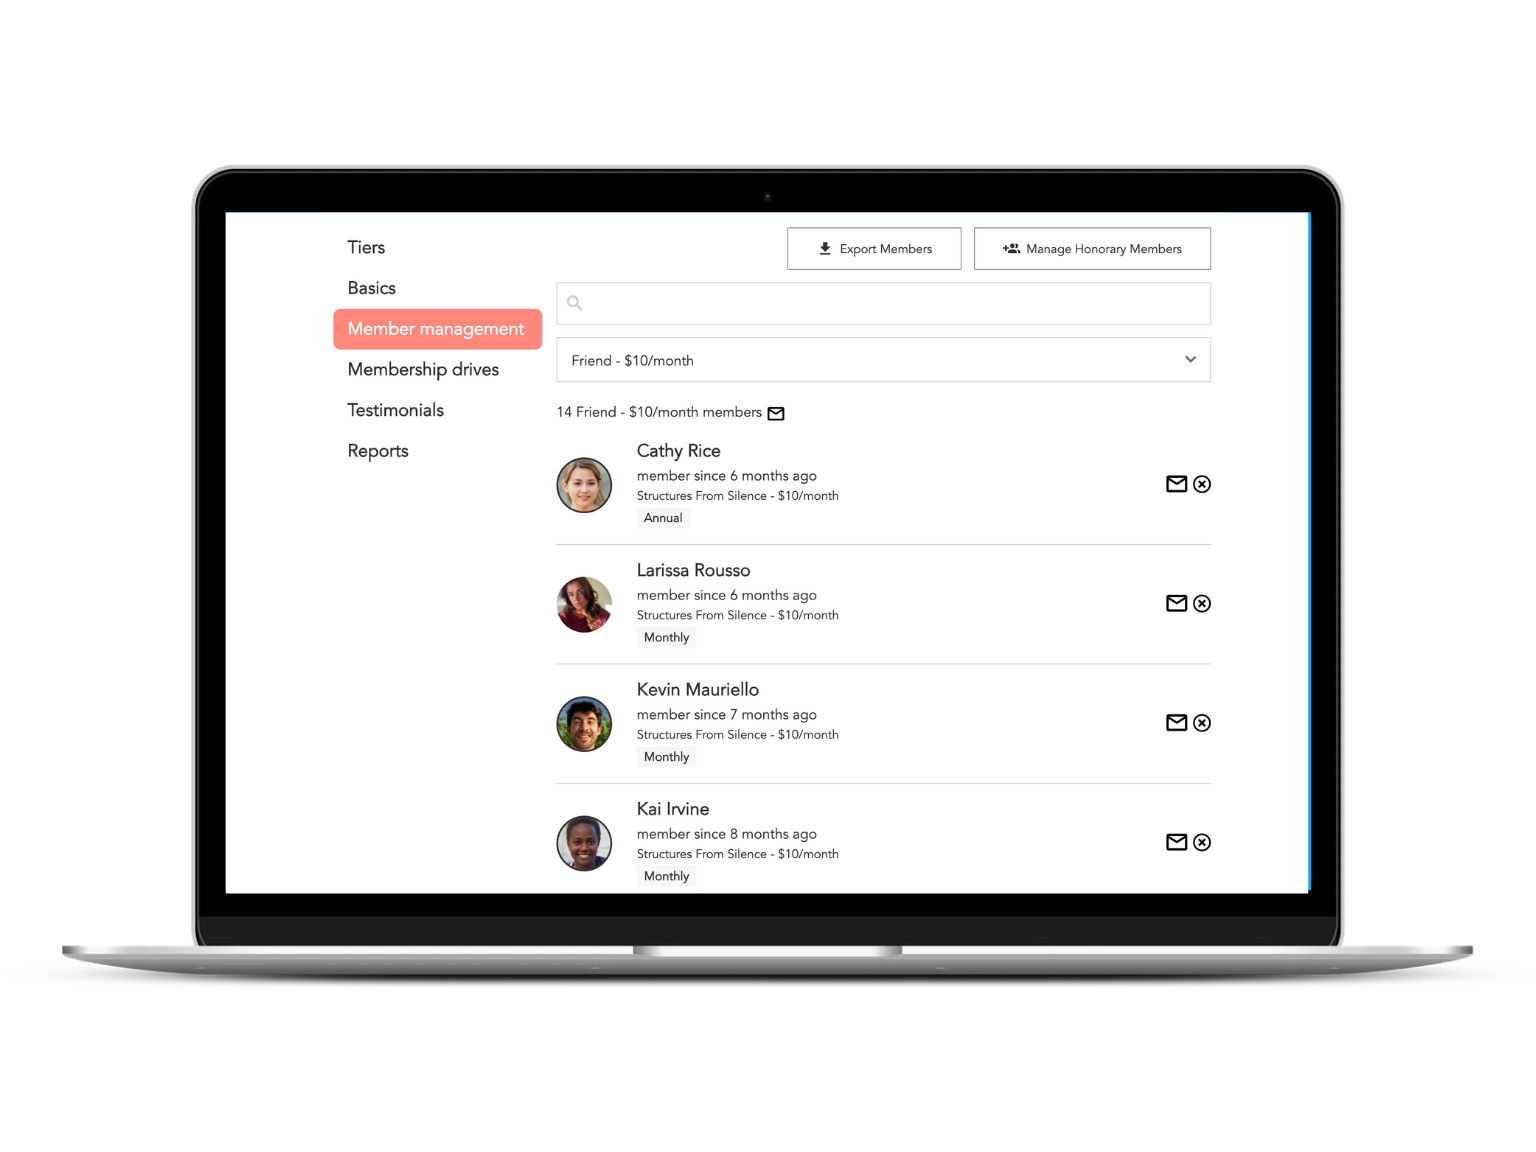 Tiers
Basics
Member management
Membership drives
Testimonials
Reports
Export Members
Manage Honorary Members
Friend - $10/month
14 Friend - $10/month members
Cathy Rice
member since 6 months ago
Structures From Silence - $10/month
Annual
Larissa Rousso
member since 6 months ago
Structures From Silence - $10/month
Monthly
Kevin Mauriello
member since 7 months ago
Structures From Silence - $10/month
Monthly
Kai Irvine
member since 8 months ago
Structures From Silence - $10/month
Monthly